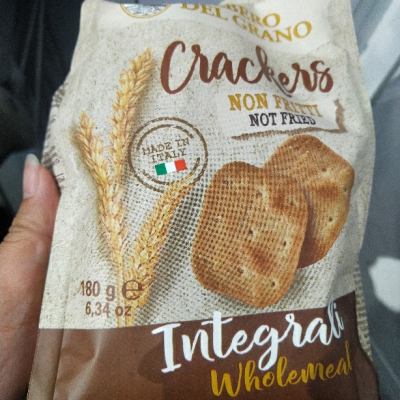 DEL GRANO
Crackers
NON FRITTI
NOT FRIED
MADE IN
ITALY
180 g e
6,34 oz
Integrali
Wholemeal